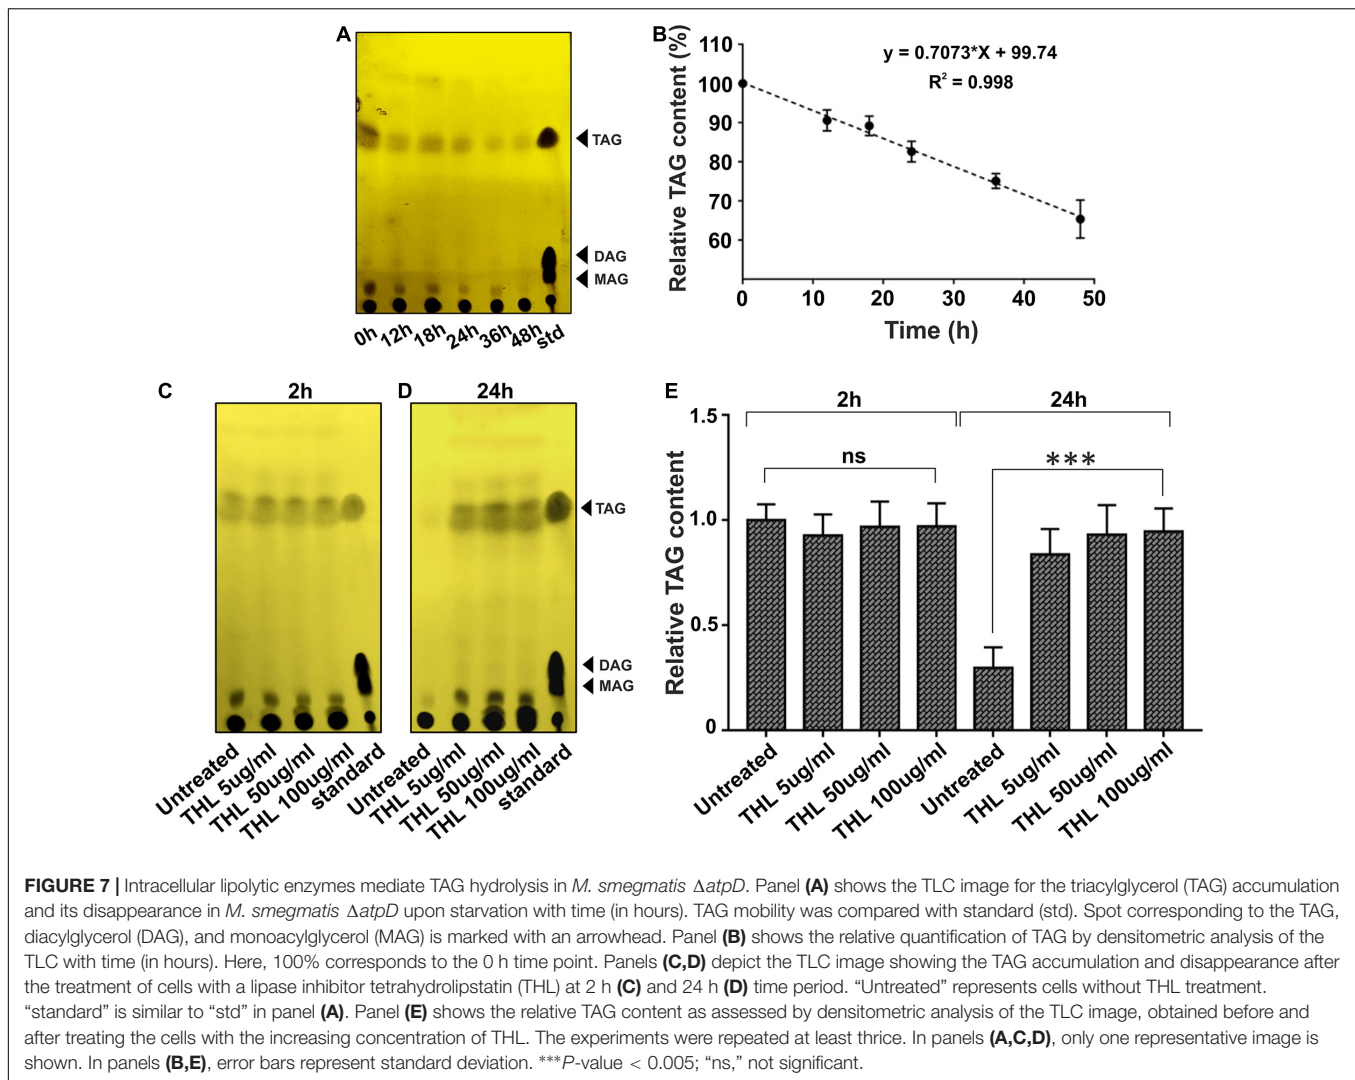 A
TAG
DAG
MAG
0h 12h 18h 24h 36h 48h std
B
Relative TAG content (%)
110
100
90
80
70
60
y = 0.7073*X + 99.74
R² = 0.998
0 10 20 30 40 50
Time (h)
C
2h
Untreated
THL 5ug/ml
THL 50ug/ml
THL 100ug/ml
standard
D
24h
TAG
DAG
MAG
Untreated
THL 5ug/ml
THL 50ug/ml
THL 100ug/ml
standard
E
Relative TAG content
1.5
1.0
0.5
0
2h
24h
ns
***
Untreated
THL 5ug/ml
THL 50ug/ml
THL 100ug/ml
Untreated
THL 5ug/ml
THL 50ug/ml
THL 100ug/ml
FIGURE 7 | Intracellular lipolytic enzymes mediate TAG hydrolysis in M. smegmatis ΔatpD. Panel (A) shows the TLC image for the triacylglycerol (TAG) accumulation
and its disappearance in M. smegmatis ΔatpD upon starvation with time (in hours). TAG mobility was compared with standard (std). Spot corresponding to the TAG,
diacylglycerol (DAG), and monoacylglycerol (MAG) is marked with an arrowhead. Panel (B) shows the relative quantification of TAG by densitometric analysis of the
TLC with time (in hours). Here, 100% corresponds to the 0 h time point. Panels (C,D) depict the TLC image showing the TAG accumulation and disappearance after
the treatment of cells with a lipase inhibitor tetrahydrolipstatin (THL) at 2 h (C) and 24 h (D) time period. “Untreated” represents cells without THL treatment.
“standard” is similar to “std” in panel (A). Panel (E) shows the relative TAG content as assessed by densitometric analysis of the TLC image, obtained before and
after treating the cells with the increasing concentration of THL. The experiments were repeated at least thrice. In panels (A,C,D), only one representative image is
shown. In panels (B,E), error bars represent standard deviation. ***P-value < 0.005; “ns,” not significant.